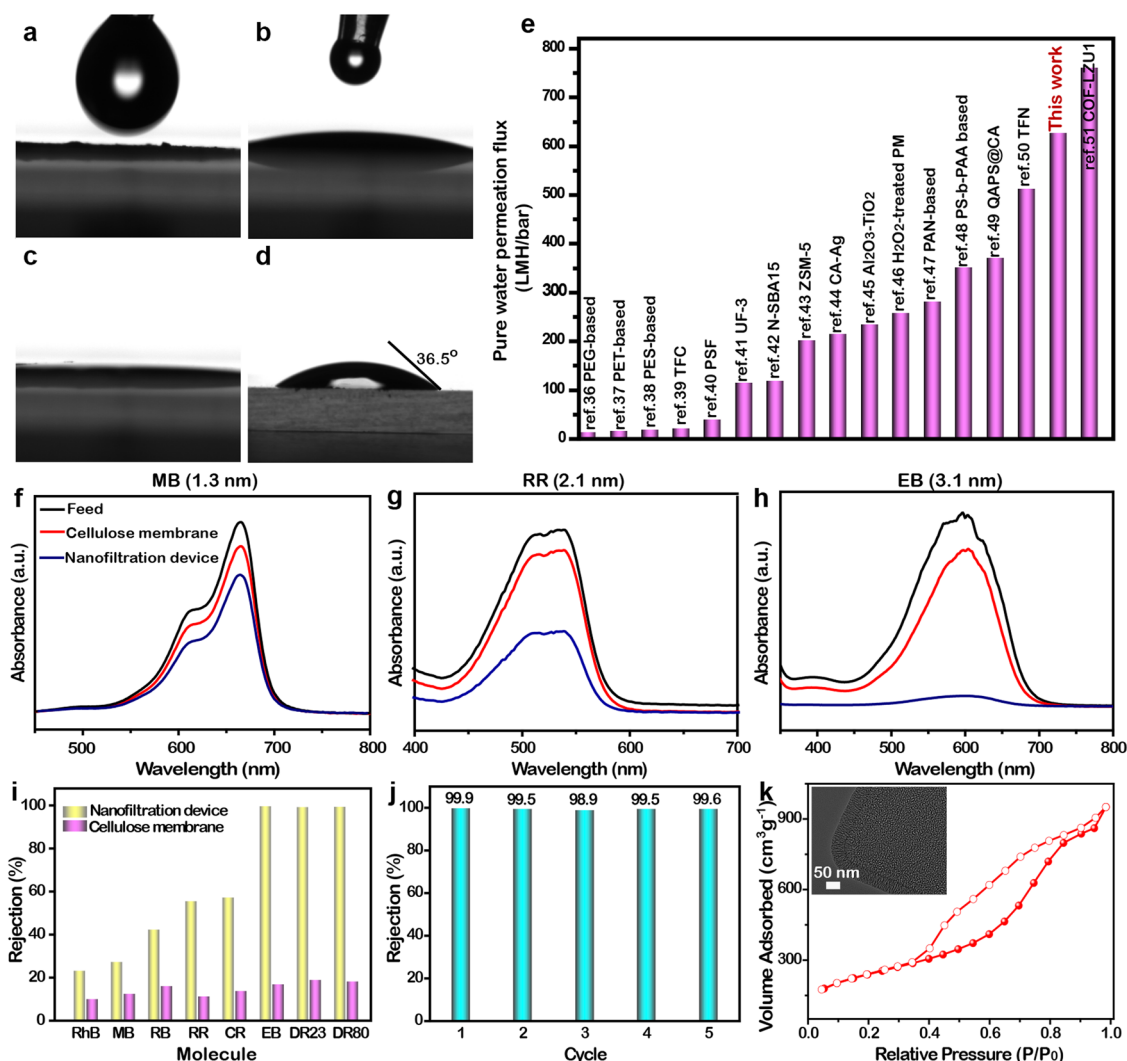 a
b
c
d
36.5°
e
Pure water permeation flux
(LMH/bar)
800
700
600
500
400
300
200
100
0
ref.36 PEG-based
ref.37 PET-based
ref.38 PES-based
ref.39 TFC
ref.40 PSF
ref.41 UF-3
ref.42 N-SBA15
ref.43 ZSM-5
ref.44 CA-Ag
ref.45 Al2O3-TiO2
ref.46 H2O2-treated PM
ref.47 PAN-based
ref.48 PS-b-PAA based
ref.49 QAPS@CA
ref.50 TFN
This work
ref.51 COF-LZU1
f
MB (1.3 nm)
Feed
Cellulose membrane
Nanofiltration device
Absorbance (a.u.)
500 600 700 800
Wavelength (nm)
g
RR (2.1 nm)
Absorbance (a.u.)
400 500 600 700
Wavelength (nm)
h
EB (3.1 nm)
Absorbance (a.u.)
400 500 600 700 800
Wavelength (nm)
i
Nanofiltration device
Cellulose membrane
Rejection (%)
100
80
60
40
20
0
RhB MB RB RR CR EB DR23 DR80
Molecule
j
99.9 99.5 98.9 99.5 99.6
Rejection (%)
100
80
60
40
20
0
1 2 3 4 5
Cycle
k
50 nm
Volume Adsorbed (cm³g⁻¹)
900
600
300
0
0.0 0.2 0.4 0.6 0.8 1.0
Relative Pressure (P/P0)